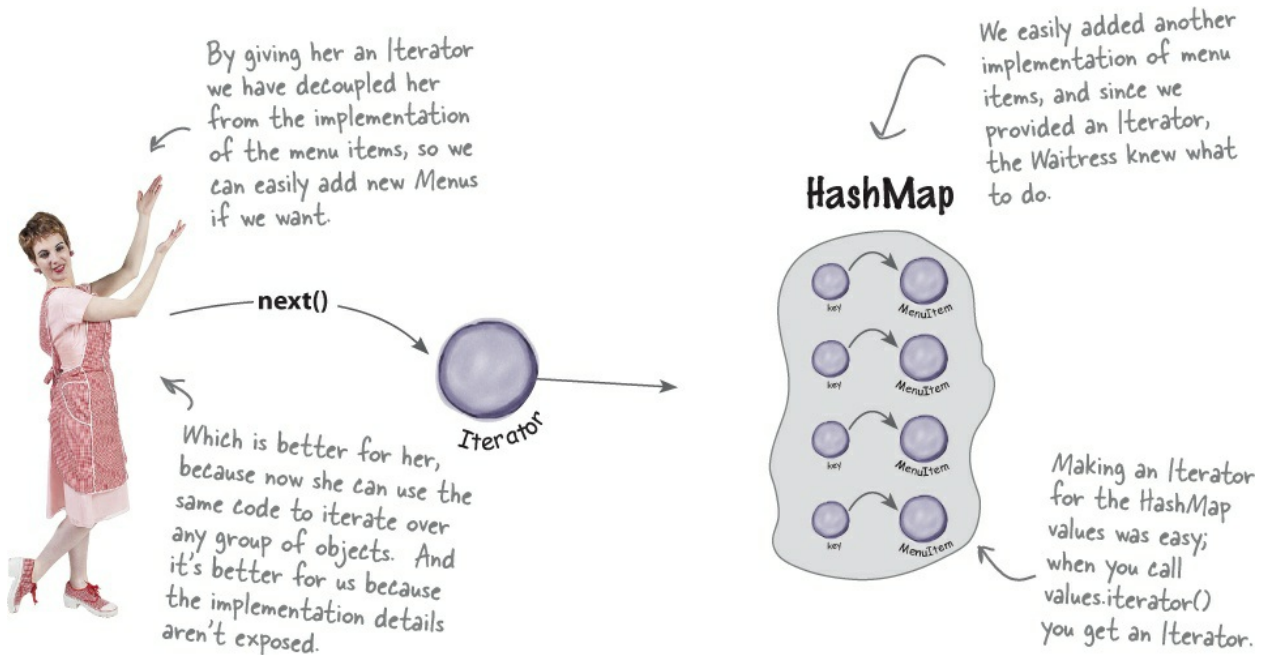 By giving her an Iterator
we have decoupled her
from the implementation
of the menu items, so we
can easily add new Menus
if we want.
We easily added another
implementation of menu
items, and since we
provided an Iterator,
the Waitress knew what
to do.
HashMap
next()
Iterator
key
MenuItem
key
MenuItem
key
MenuItem
key
MenuItem
Which is better for her,
because now she can use the
same code to iterate over
any group of objects. And
it's better for us because
the implementation details
aren't exposed.
Making an Iterator
for the HashMap
values was easy;
when you call
values.iterator()
you get an Iterator.